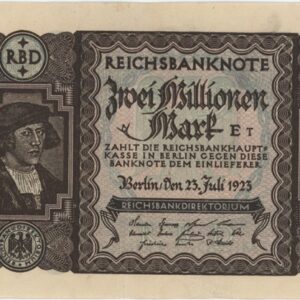 RBD
REICHSBANKNOTE
Zwei Millionen
Mark
ET
ZAHLT DIE REICHSBANKHAUPT-
KASSE IN BERLIN GEGEN DIESE
BANKNOTE DEM EINLIEFERER
Berlin, den 23. Juli 1923
REICHSBANKDIREKTORIUM